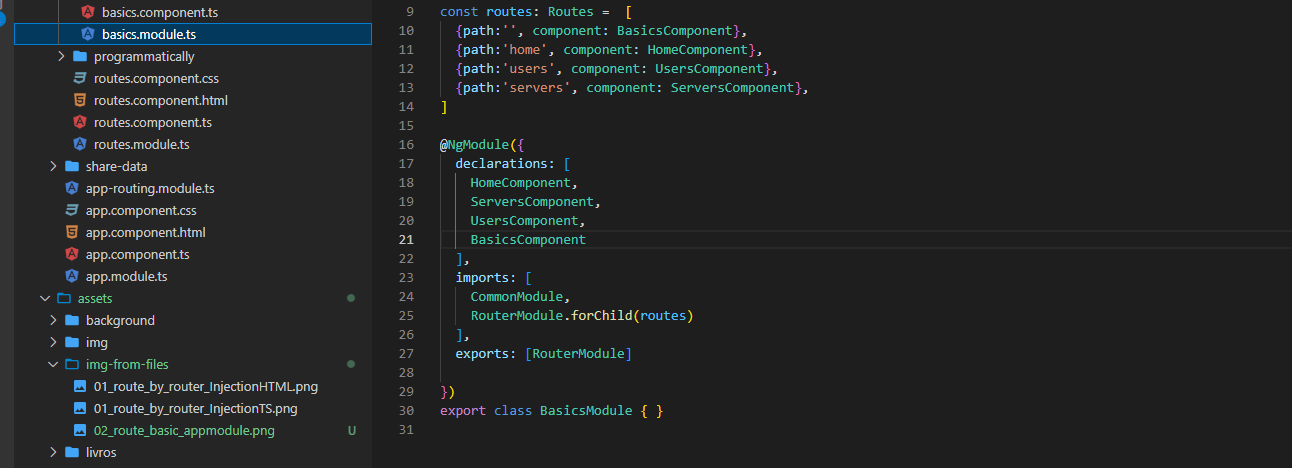 basics.component.ts
basics.module.ts
programmatically
routes.component.css
routes.component.html
routes.component.ts
routes.module.ts
share-data
app-routing.module.ts
app.component.css
app.component.html
app.component.ts
app.module.ts
assets
background
img
img-from-files
01_route_by_router_InjectionHTML.png
01_route_by_router_InjectionTS.png
02_route_basic_appmodule.png U
livros
9 const routes: Routes =  [
10   {path:'', component: BasicsComponent},
11   {path:'home', component: HomeComponent},
12   {path:'users', component: UsersComponent},
13   {path:'servers', component: ServersComponent},
14 ]
15
16 @NgModule({
17   declarations: [
18     HomeComponent,
19     ServersComponent,
20     UsersComponent,
21     BasicsComponent
22   ],
23   imports: [
24     CommonModule,
25     RouterModule.forChild(routes)
26   ],
27   exports: [RouterModule]
28
29 })
30 export class BasicsModule { }
31